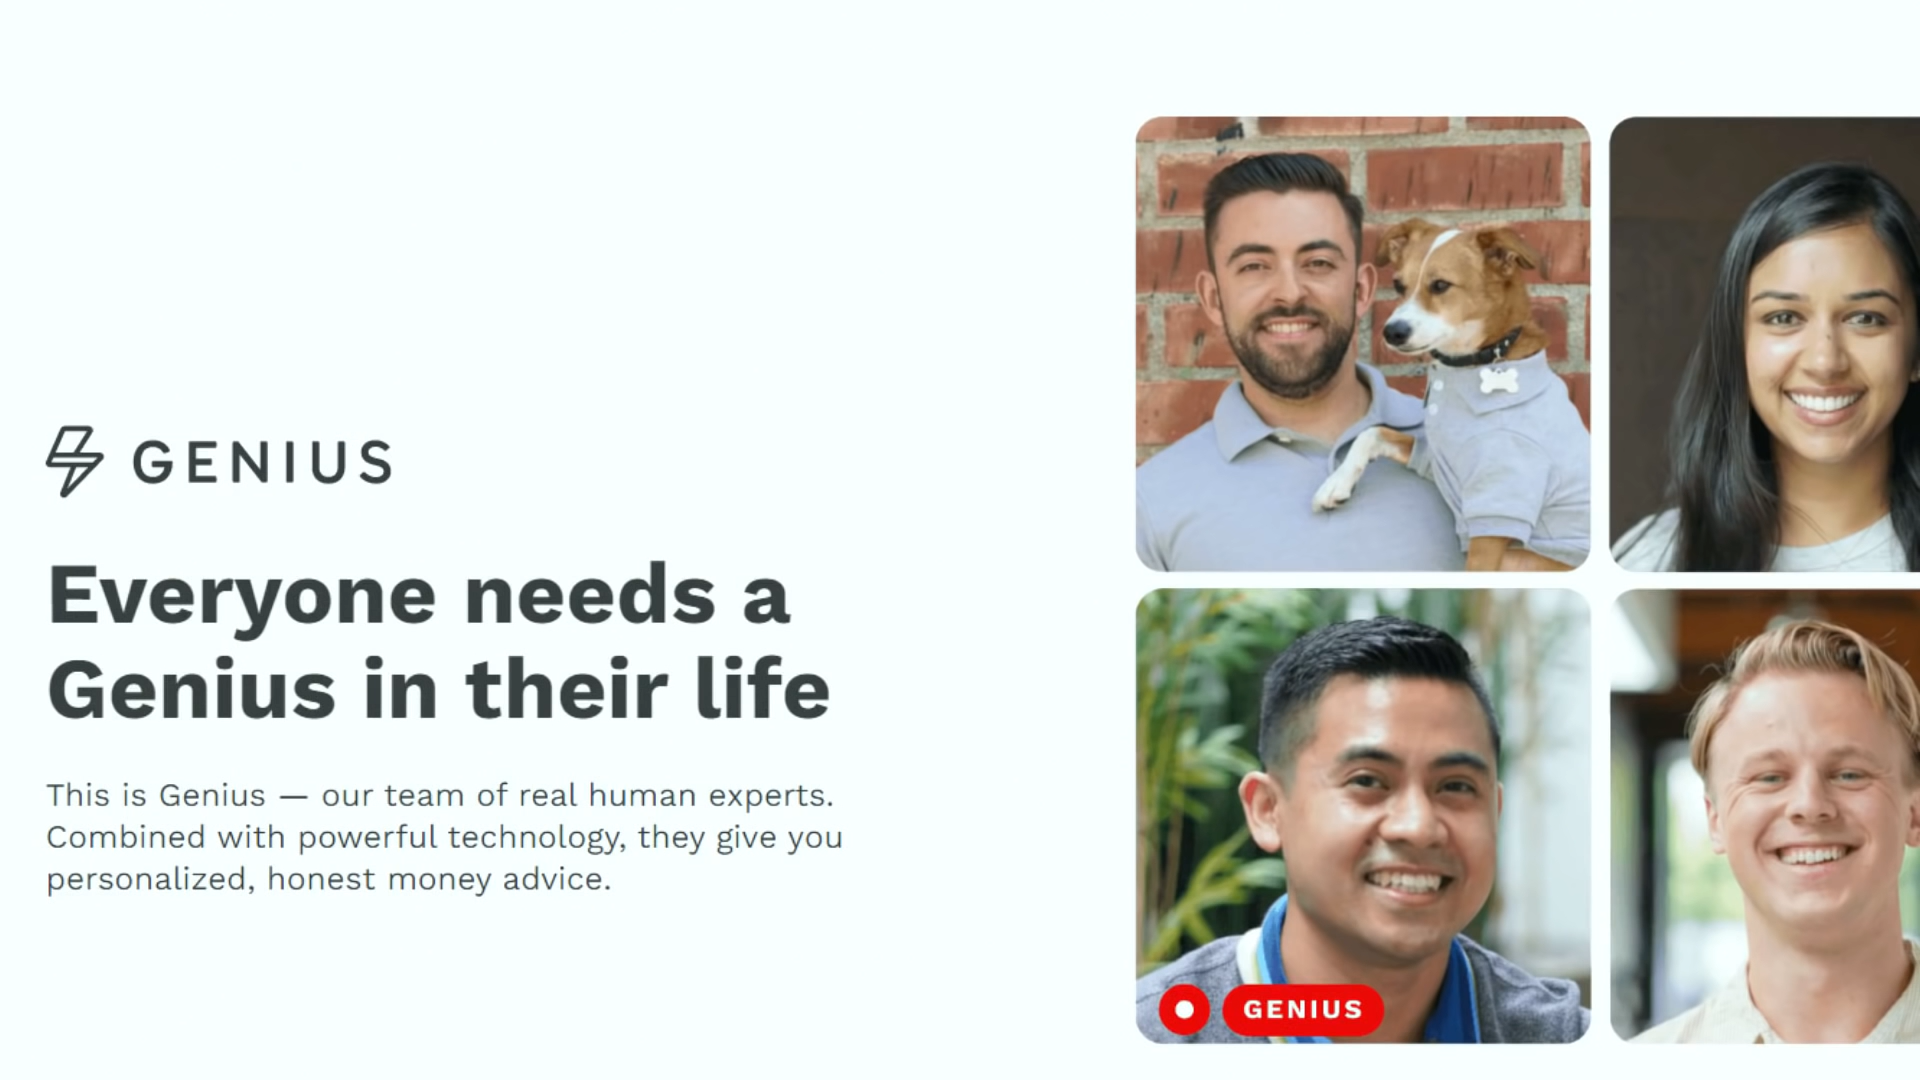 GENIUS
Everyone needs a
Genius in their life
This is Genius — our team of real human experts.
Combined with powerful technology, they give you
personalized, honest money advice.
GENIUS